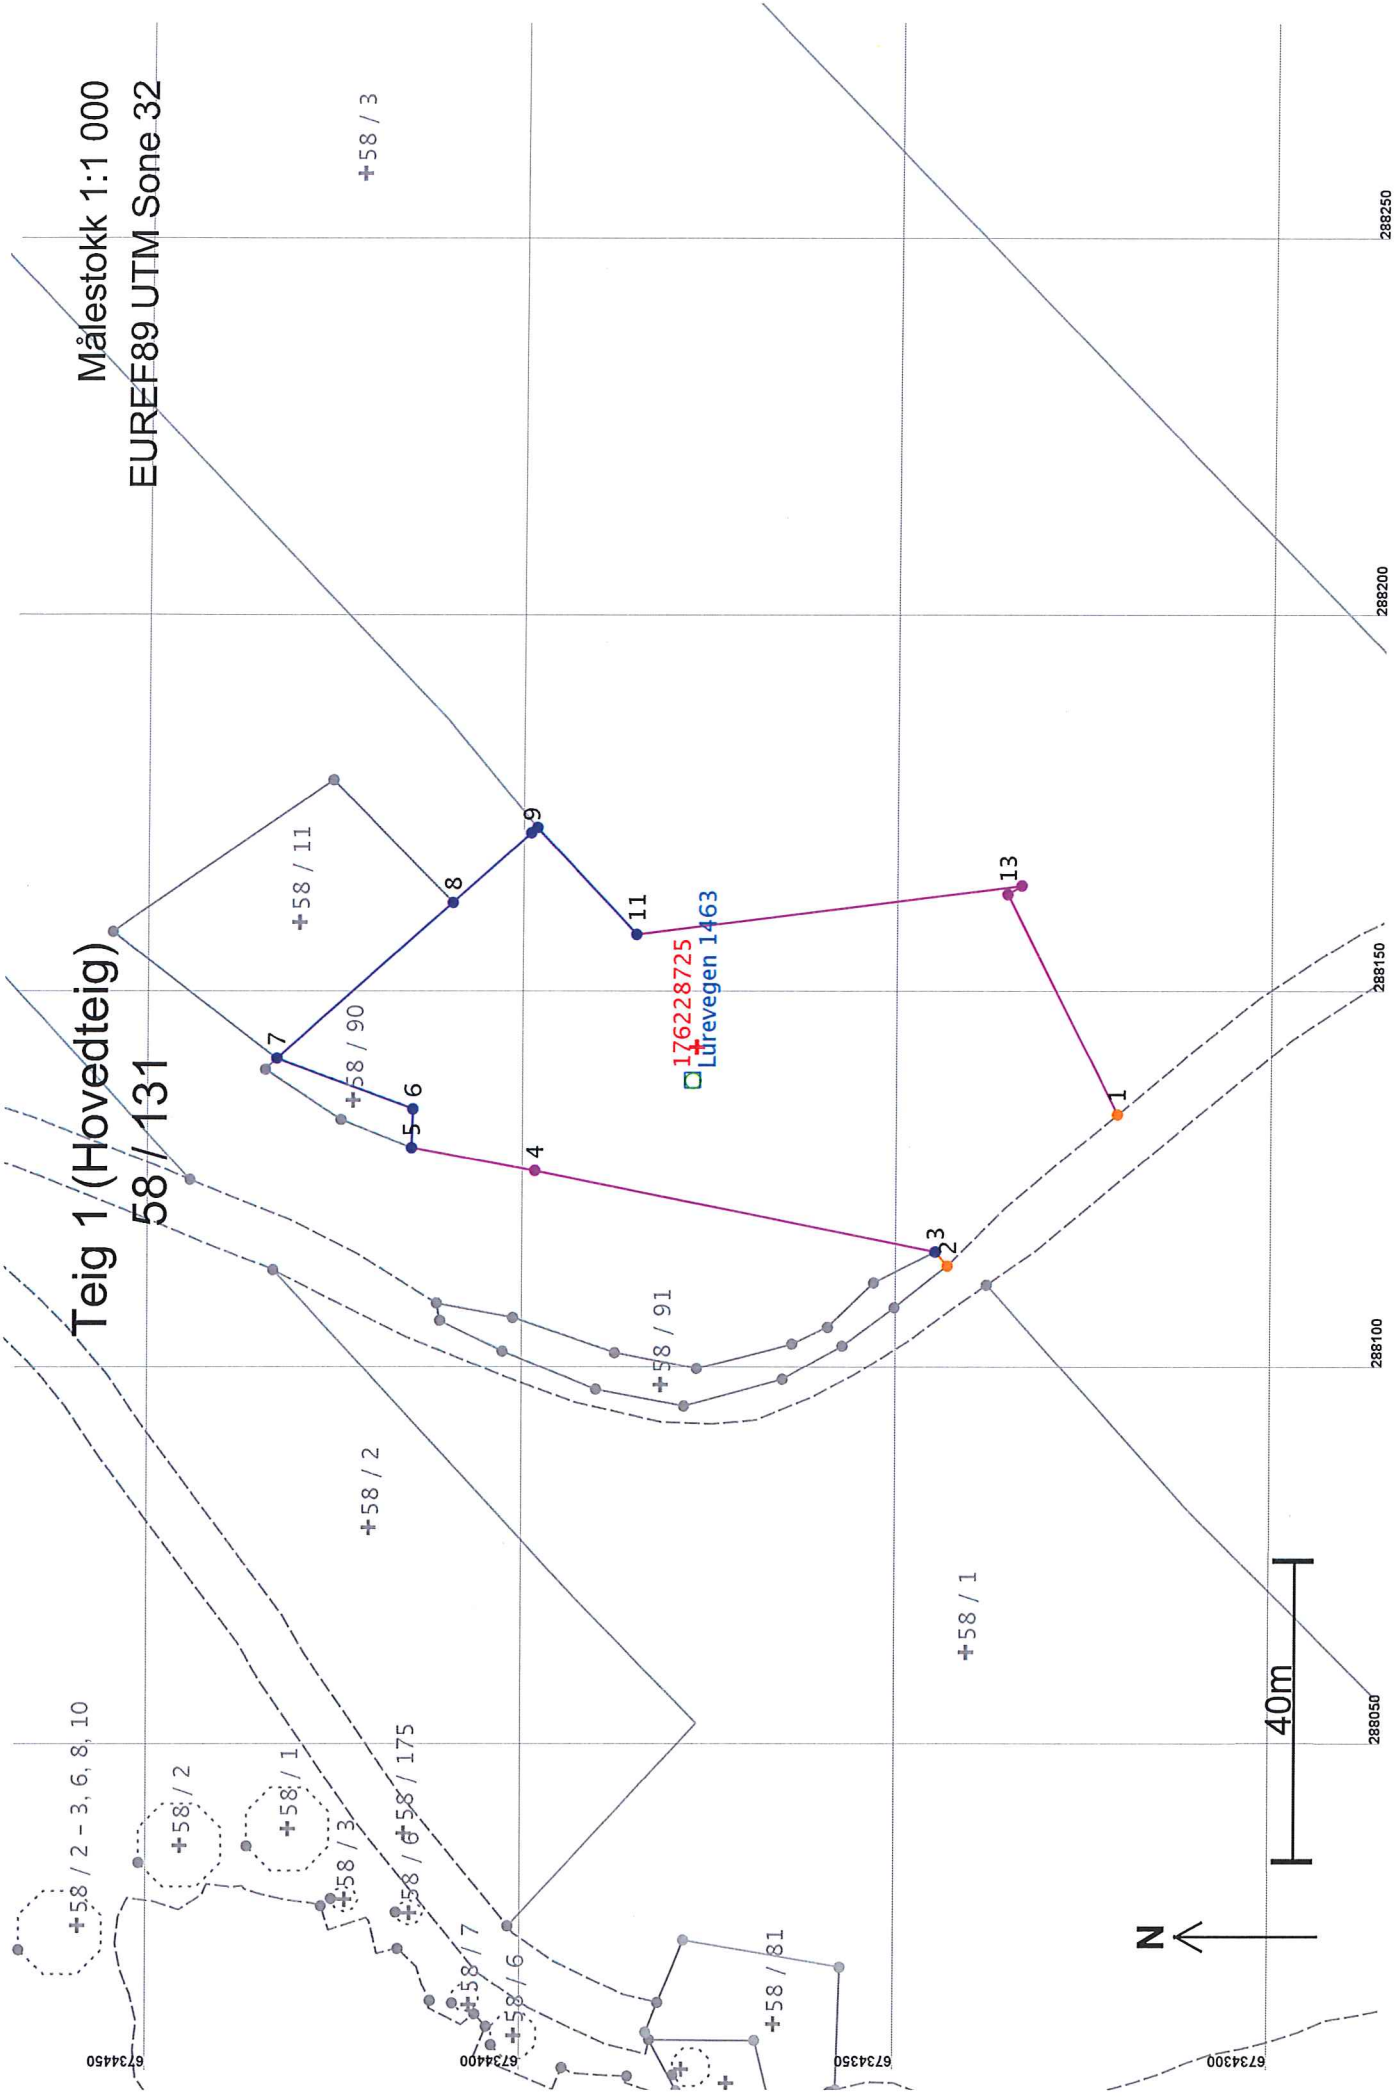 Teig 1 (Hovedteig)
58 / 131
Målestokk 1:1 000
EUREF89 UTM Sone 32
58 / 2 - 3, 6, 8, 10
58 / 2
58 / 1
58 / 3
58 / 6
58 / 175
58 / 7
58 / 6
58 / 81
58 / 2
58 / 91
58 / 90
58 / 11
58 / 3
58 / 1
7
8
9
6
5
4
11
13
3
2
1
176228725
Lurevegen 1463
N
40m
6734450
6734400
6734350
6734300
288050
288100
288150
288200
288250